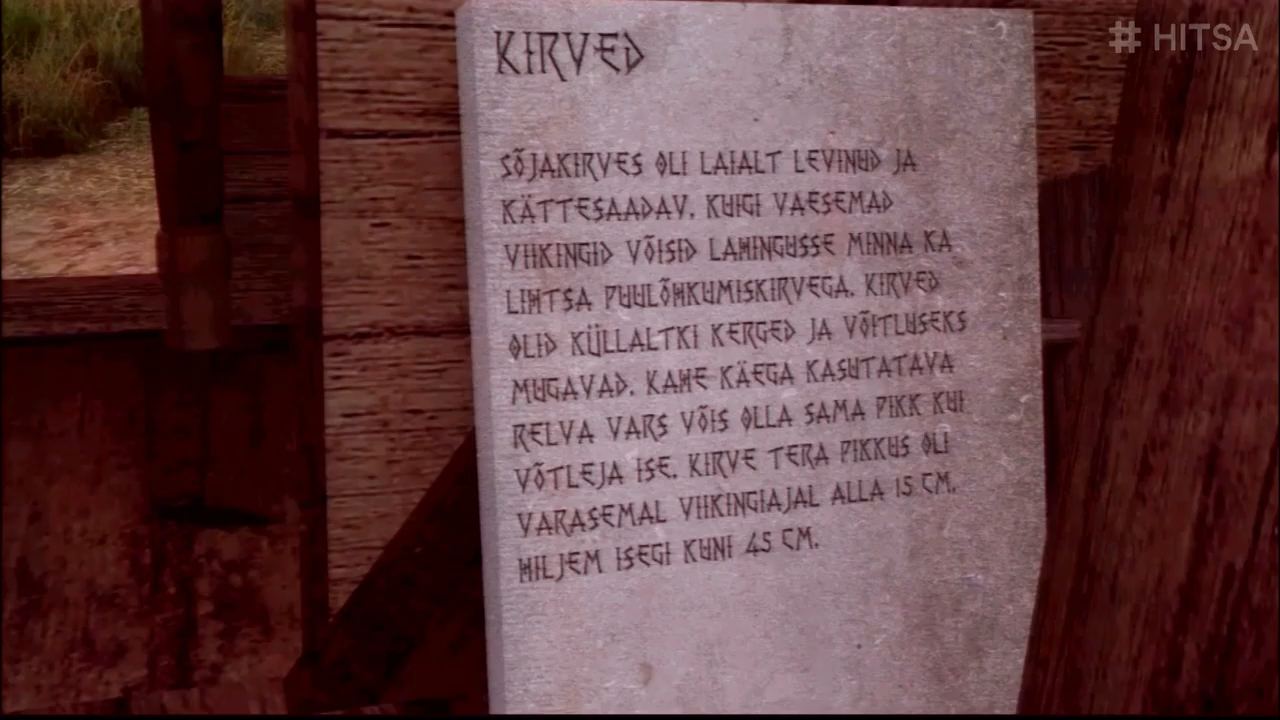 # HITSA
KIRVED
SÕJAKIRVES OLI LAIALT LEVINUD JA
KÄTTESAADAV. KUIGI VAESEMAD
VIIKINGID VÕISID LAHINGUSSE MINNA KA
LIHTSA PUULÕHKUMISKIRVEGA. KIRVED
OLID KÜLLALTKI KERGED JA VÕITLUSEKS
MUGAVAD. KAHE KÄEGA KASUTATAVA
RELVA VARS VÕIS OLLA SAMA PIKK KUI
VÕTLEJA ISE. KIRVE TERA PIKKUS OLI
VARASEMAL VIIKINGIAJAL ALLA 15 CM.
HILJEM ISEGI KUNI 45 CM.